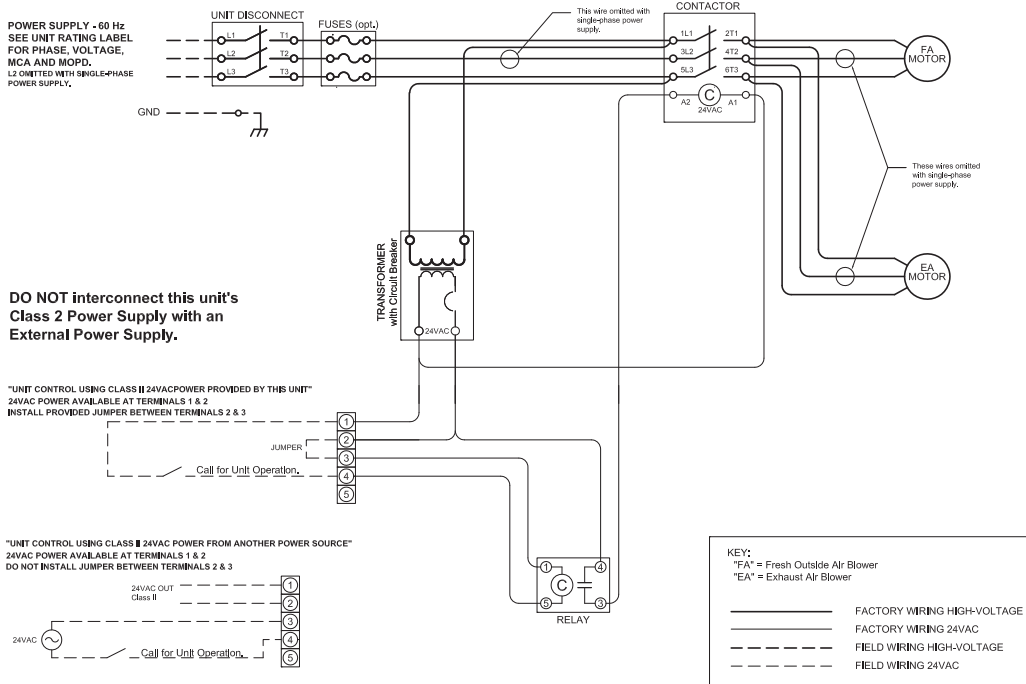 POWER SUPPLY - 60 Hz
SEE UNIT RATING LABEL
FOR PHASE, VOLTAGE,
MCA AND MOPD.
L2 OMITTED WITH SINGLE-PHASE
POWER SUPPLY.
UNIT DISCONNECT
L1
T1
L2
T2
L3
T3
FUSES (opt.)
This wire omitted
with single-phase
power supply.
CONTACTOR
1L1
2T1
3L2
4T2
5L3
6T3
A2
C
A1
24VAC
FA
MOTOR
GND
These wires omitted
with single-phase
power supply.
EA
MOTOR
TRANSFORMER
with Circuit Breaker
24VAC
DO NOT interconnect this unit's
Class 2 Power Supply with an
External Power Supply.
"UNIT CONTROL USING CLASS II 24VACPOWER PROVIDED BY THIS UNIT"
24VAC POWER AVAILABLE AT TERMINALS 1 & 2
INSTALL PROVIDED JUMPER BETWEEN TERMINALS 2 & 3
1
2
JUMPER
3
Call for Unit Operation.
4
5
"UNIT CONTROL USING CLASS II 24VAC POWER FROM ANOTHER POWER SOURCE"
24VAC POWER AVAILABLE AT TERMINALS 1 & 2
DO NOT INSTALL JUMPER BETWEEN TERMINALS 2 & 3
24VAC OUT
Class II
1
2
3
24VAC
4
Call for Unit Operation.
5
1
4
C
5
3
RELAY
KEY:
"FA" = Fresh Outside Air Blower
"EA" = Exhaust Air Blower
FACTORY WIRING HIGH-VOLTAGE
FACTORY WIRING 24VAC
FIELD WIRING HIGH-VOLTAGE
FIELD WIRING 24VAC